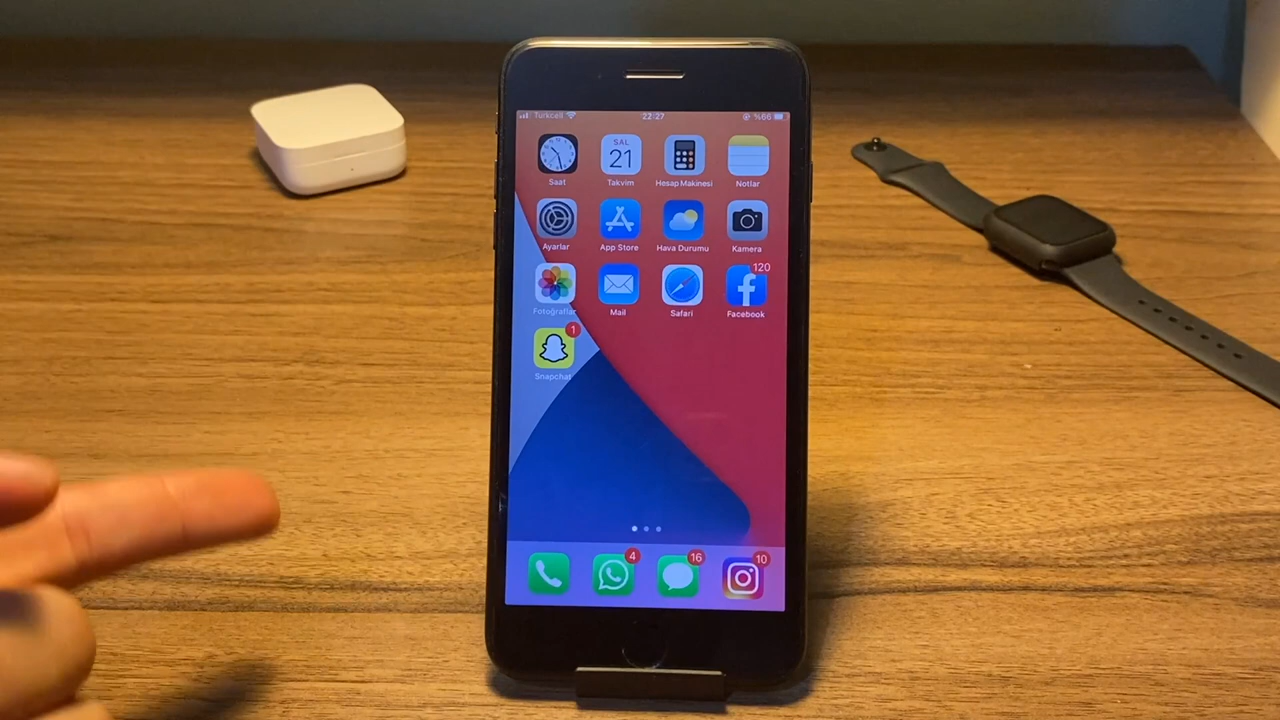 Turkcell 22:27 %66
SAL
21
Saat Takvim Hesap Makinesi Notlar
Ayarlar App Store Hava Durumu Kamera
120
Fotoğraflar Mail Safari Facebook
1
Snapchat
4 16 10